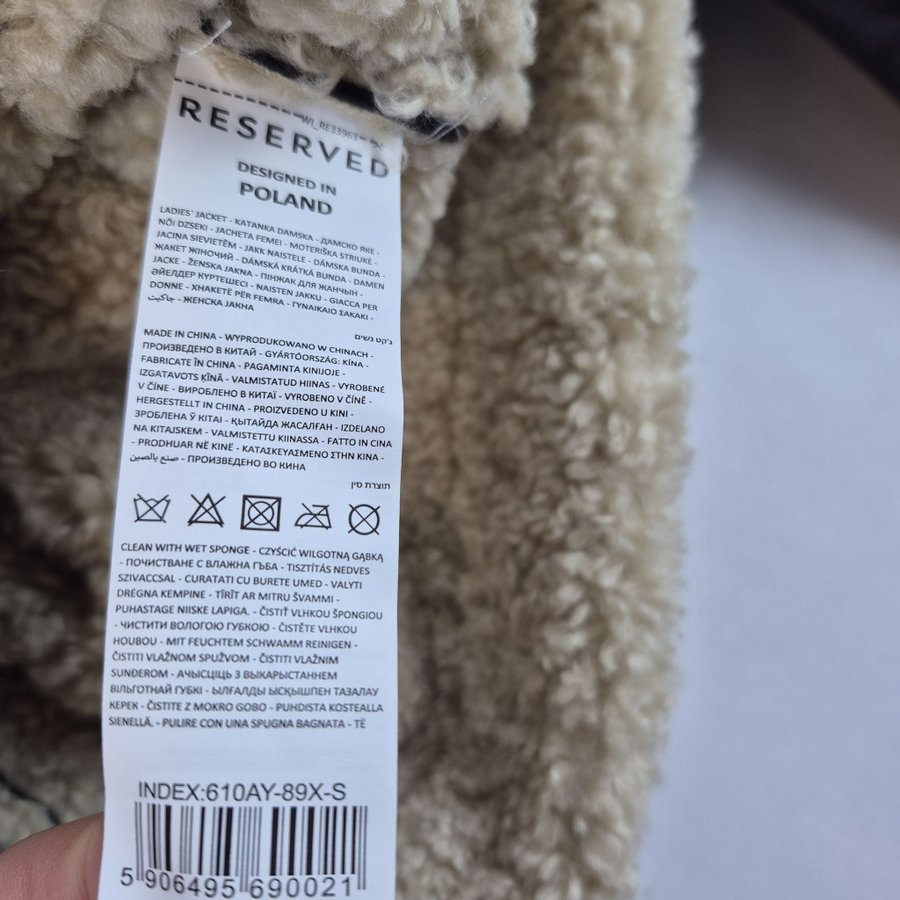 WI_RE33963
RESERVED
DESIGNED IN
POLAND
LADIES' JACKET - KATANKA DAMSKA - ДАМСКО ЯКЕ -
NŐI DZSEKI - JACHETA FEMEI - MOTERIŠKA STRIUKĖ -
JACINA SIEVIETĒM - JAKK NAISTELE - DÁMSKA BUNDA -
ЖАКЕТ ЖІНОЧИЙ - DÁMSKÁ KRÁTKÁ BUNDA - DAMEN
JACKE - ŽENSKA JAKNA - ПІНЖАК ДЛЯ ЖАНЧЫН -
ӘЙЕЛДЕР КУРТЕШЕСІ - NAISTEN JAKKU - GIACCA PER
DONNE - XHAKETË PËR FEMRA - ΓΥΝΑΙΚΑΙΟ ΣΑΚΑΚΙ -
جاكيت - ЖЕНСКА ЈАКНА
ג'קט נשים
MADE IN CHINA - WYPRODUKOWANO W CHINACH -
ПРОИЗВЕДЕНО В КИТАЙ - GYÁRTÓORSZÁG: KÍNA -
FABRICATE ÎN CHINA - PAGAMINTA KINIJOJE -
IZGATAVOTS ĶĪNĀ - VALMISTATUD HIINAS - VYROBENÉ
V ČÍNE - ВИРОБЛЕНО В КИТАЇ - VYROBENO V ČÍNĚ -
HERGESTELLT IN CHINA - PROIZVEDENO U KINI -
ЗРОБЛЕНА Ў КІТАІ - ҚЫТАЙДА ЖАСАЛҒАН - IZDELANO
NA KITAJSKEM - VALMISTETTU KIINASSA - FATTO IN CINA
- PRODHUAR NË KINË - ΚΑΤΑΣΚΕΥΑΣΜΕΝΟ ΣΤΗΝ ΚΙΝΑ -
صنع بالصين - ПРОИЗВЕДЕНО ВО КИНА
תוצרת סין
CLEAN WITH WET SPONGE - CZYŚCIĆ WILGOTNĄ GĄBKĄ
- ПОЧИСТВАНЕ С ВЛАЖНА ГЪБА - TISZTÍTÁS NEDVES
SZIVACCSAL - CURATATI CU BURETE UMED - VALYTI
DRĖGNA KEMPINE - TĪRĪT AR MITRU ŠVAMMI -
PUHASTAGE NIISKE LAPIGA. - ČISTIŤ VLHKOU ŠPONGIOU
- ЧИСТИТИ ВОЛОГОЮ ГУБКОЮ - ČISTĚTE VLHKOU
HOUBOU - MIT FEUCHTEM SCHWAMM REINIGEN -
ČISTITI VLAŽNOM SPUŽVOM - ČISTITI VLAŽNIM
SUNĐEROM - АЧЫСЦІЦЬ З ВЫКАРЫСТАННЕМ
ВІЛЬГОТНАЙ ГУБКІ - ЫЛҒАЛДЫ ЫСҚЫШПЕН ТАЗАЛАУ
КЕРЕК - ČISTITE Z MOKRO GOBO - PUHDISTA KOSTEALLA
SIENELLÄ. - PULIRE CON UNA SPUGNA BAGNATA - TË
INDEX:610AY-89X-S
5 906495 690021